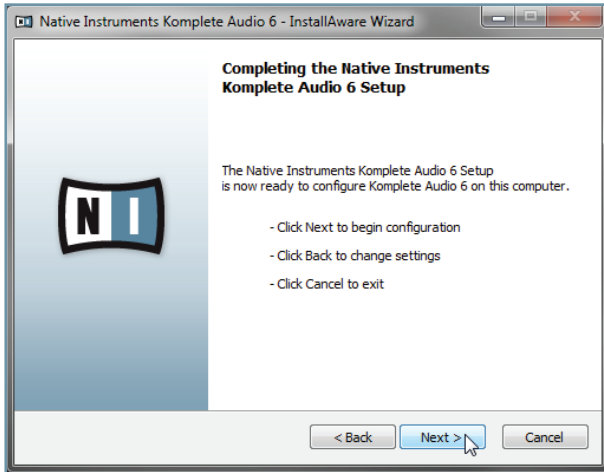 Native Instruments Komplete Audio 6 - InstallAware Wizard
Completing the Native Instruments
Komplete Audio 6 Setup
The Native Instruments Komplete Audio 6 Setup
is now ready to configure Komplete Audio 6 on this computer.
- Click Next to begin configuration
- Click Back to change settings
- Click Cancel to exit
N I
< Back Next > Cancel